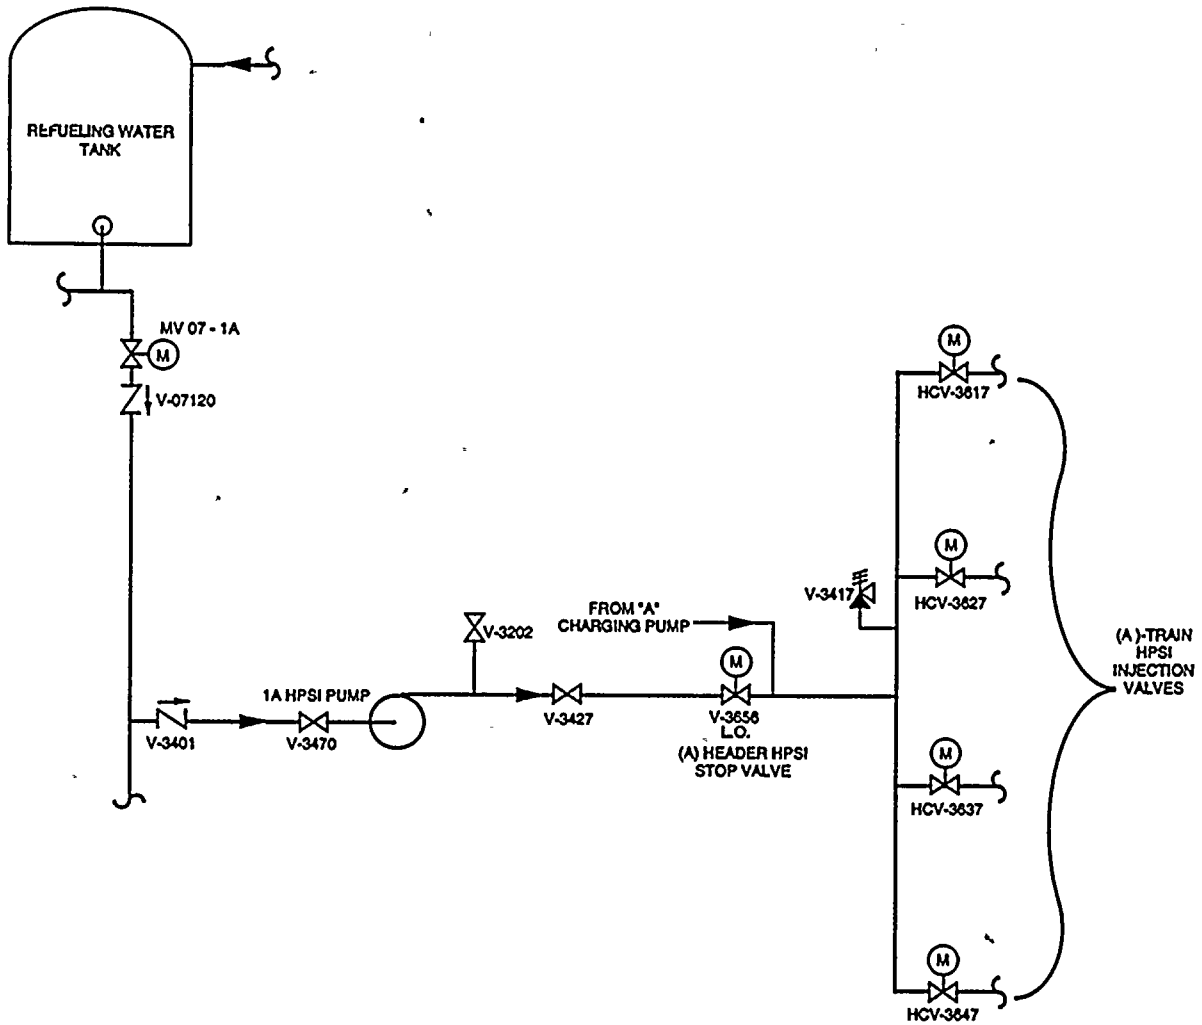 REFUELING WATER
TANK
MV 07 - 1A
M
V-07120
M
HCV-3617
M
HCV-3627
V-3417
FROM "A"
CHARGING PUMP
V-3202
(A)-TRAIN
HPSI
INJECTION
VALVES
M
1A HPSI PUMP
V-3427
V-3656
L.O.
(A) HEADER HPSI
STOP VALVE
V-3401
V-3470
M
HCV-3637
M
HCV-3647